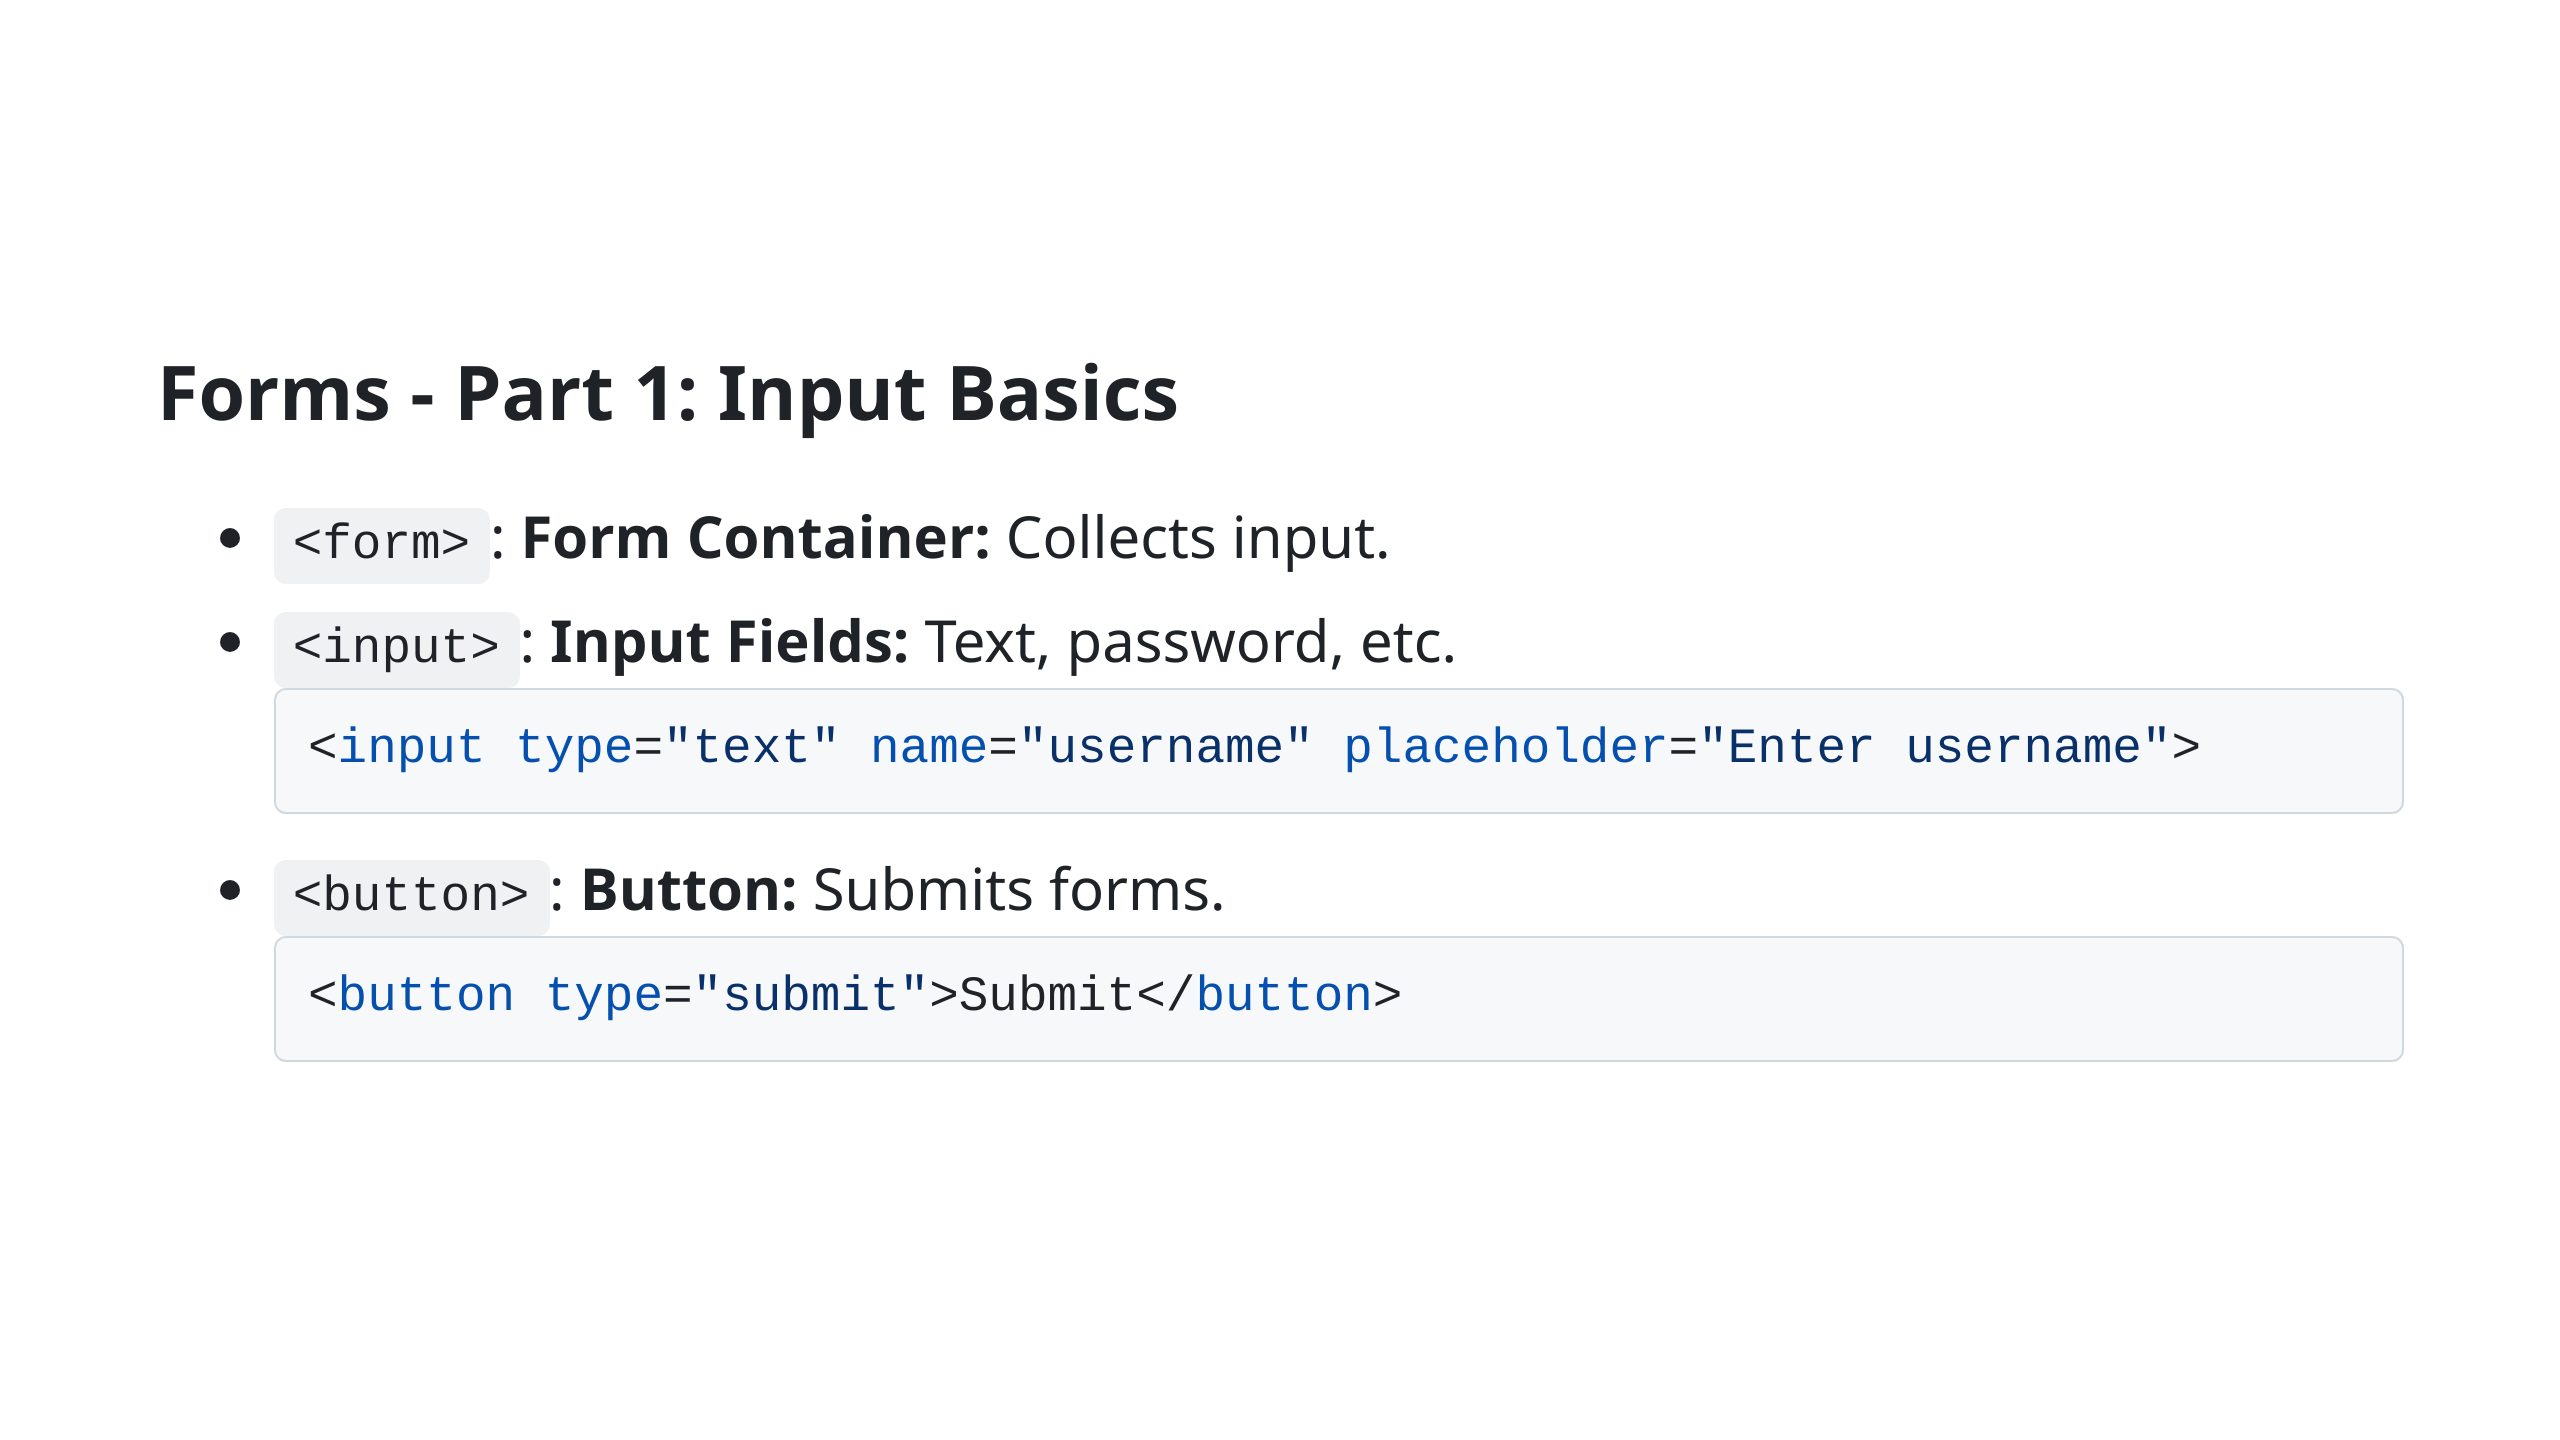 Forms - Part 1: Input Basics
<form>: Form Container: Collects input.
<input>: Input Fields: Text, password, etc.
<input type="text" name="username" placeholder="Enter username">
<button>: Button: Submits forms.
<button type="submit">Submit</button>